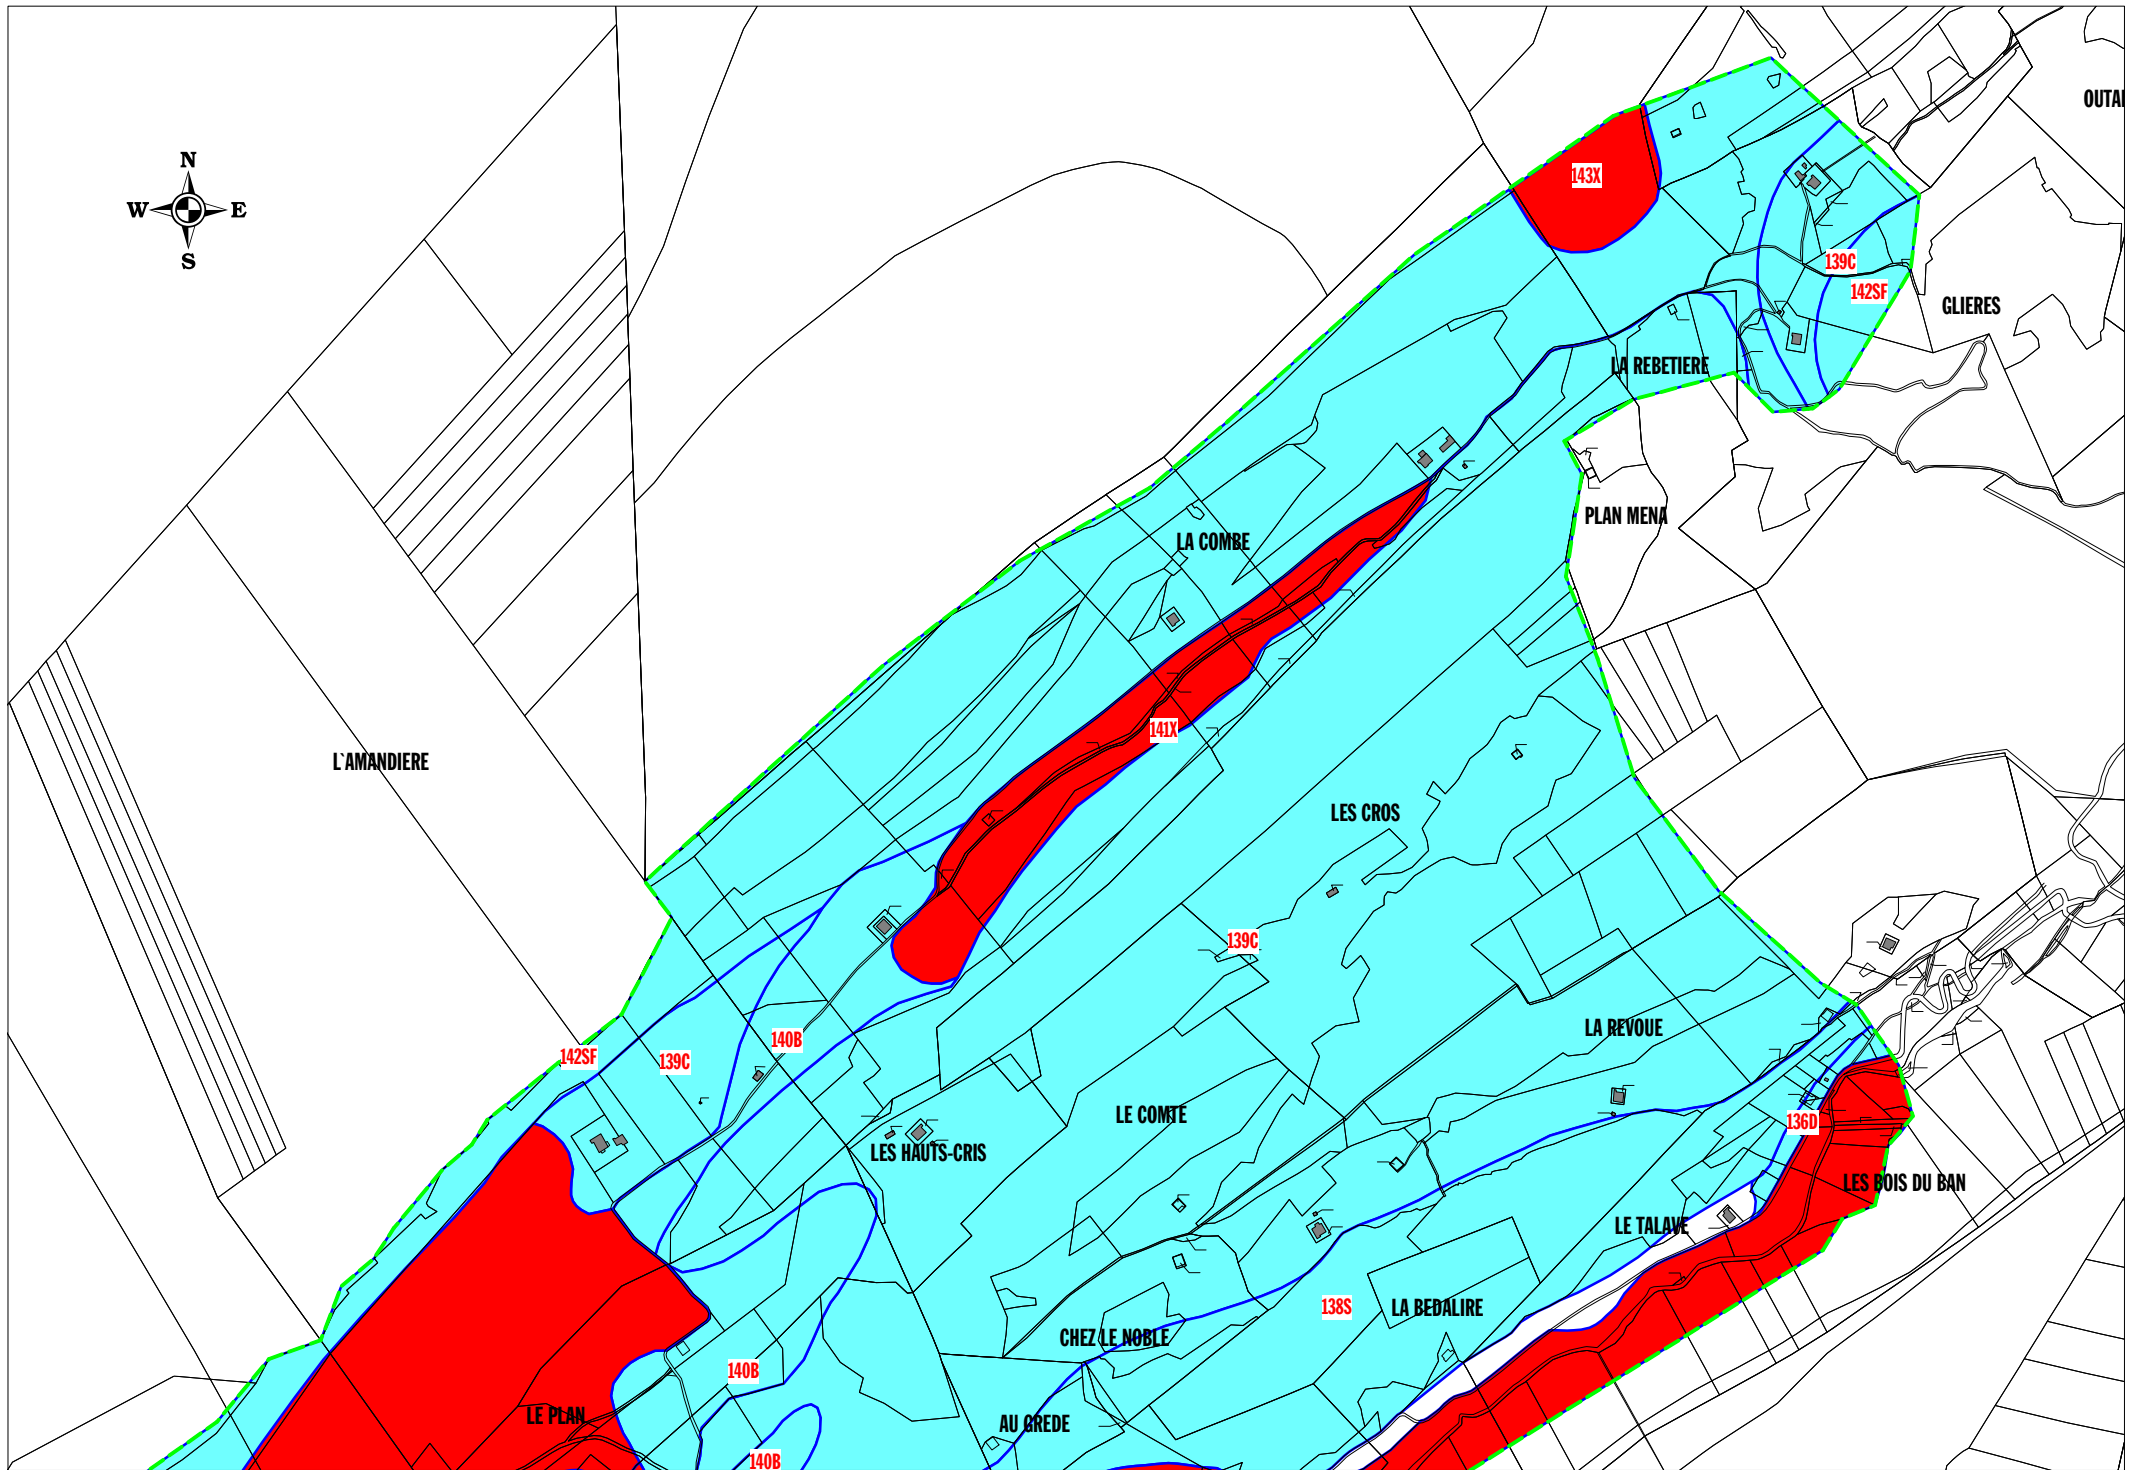 OUTAI
N
143X
W E
S
139C
142SF
GLIERES
LA REBETIERE
PLAN MENA
LA COMBE
141X
L`AMANDIERE
LES CROS
139C
LA REVOUE
140B
142SF
139C
LE COMTE
136D
LES HAUTS-CRIS
LES BOIS DU BAN
LE TALAVE
138S
LA BEDALIRE
CHEZ LE NOBLE
140B
LE PLAN
AU GREDE
140B